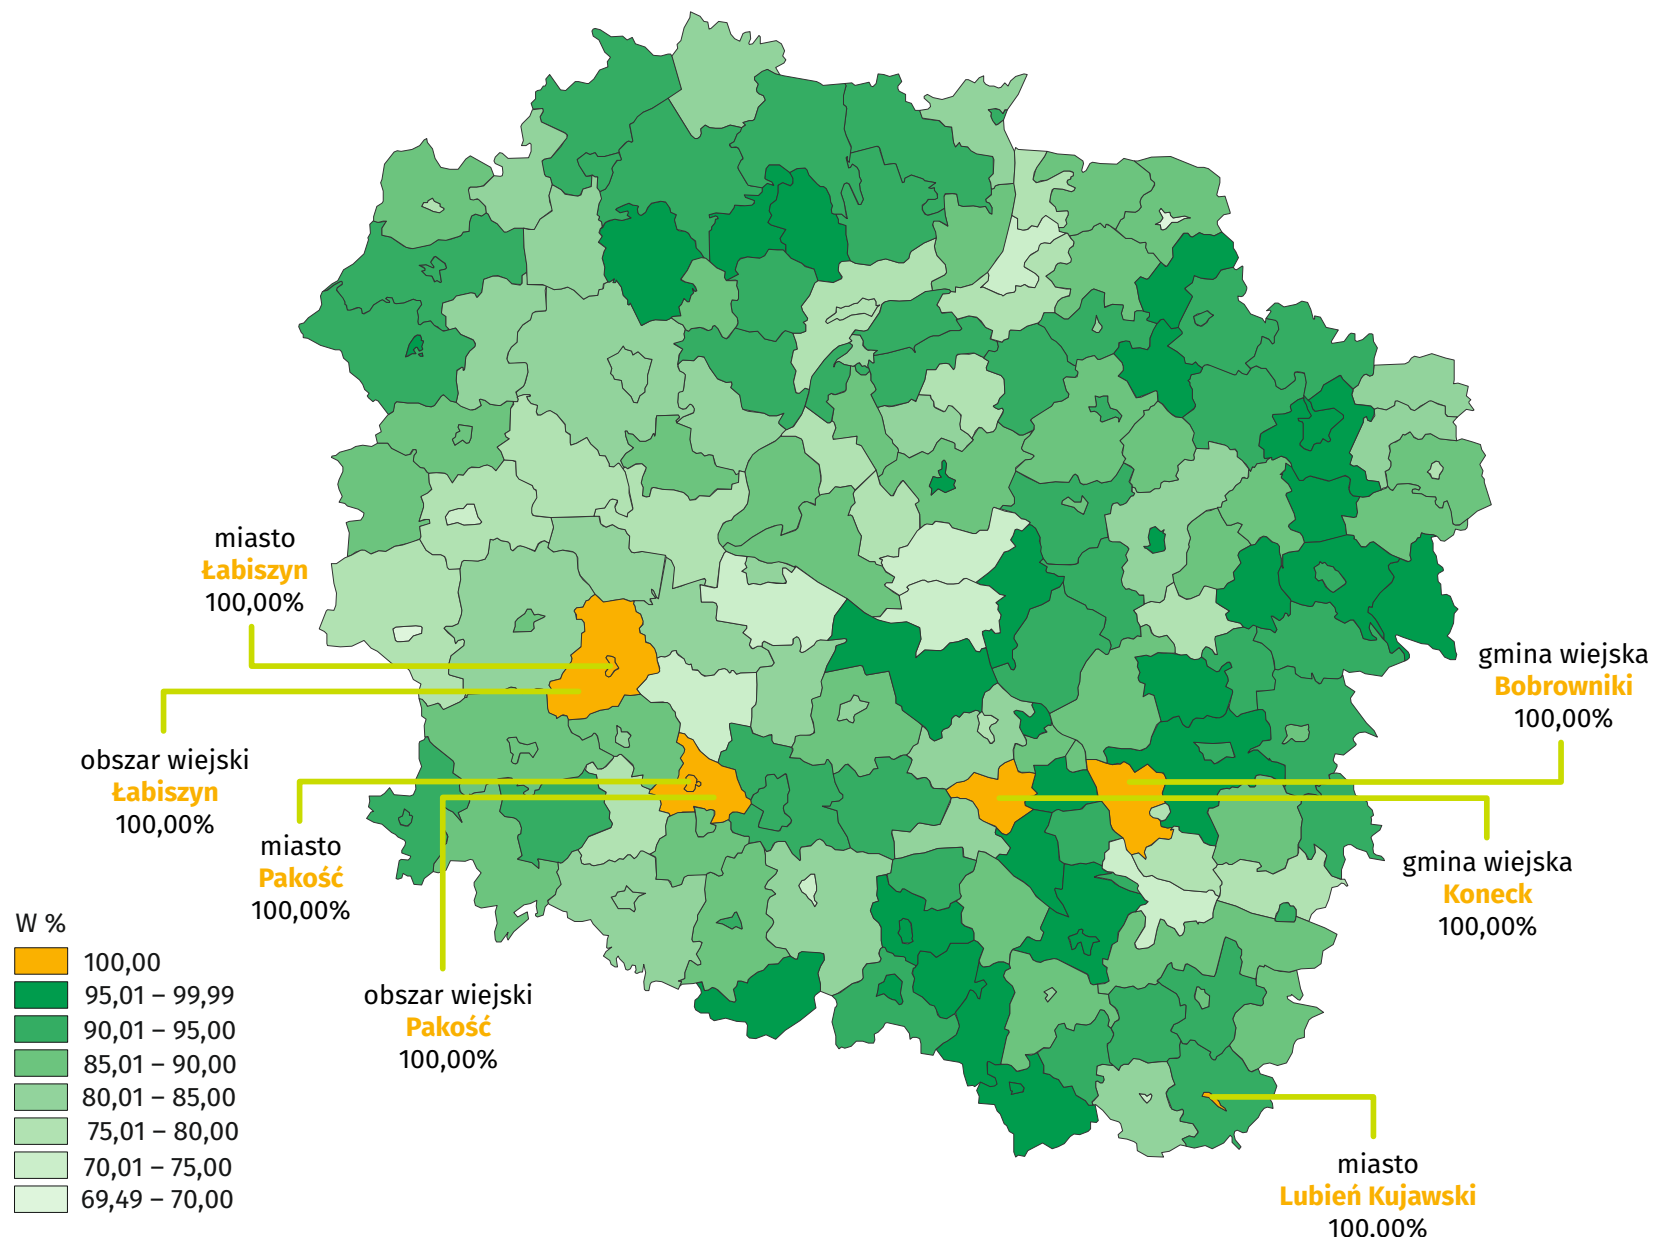 miasto
Łabiszyn
100,00%
obszar wiejski
Łabiszyn
100,00%
miasto
Pakość
100,00%
obszar wiejski
Pakość
100,00%
gmina wiejska
Bobrowniki
100,00%
gmina wiejska
Koneck
100,00%
miasto
Lubień Kujawski
100,00%
W %
100,00
95,01 – 99,99
90,01 – 95,00
85,01 – 90,00
80,01 – 85,00
75,01 – 80,00
70,01 – 75,00
69,49 – 70,00